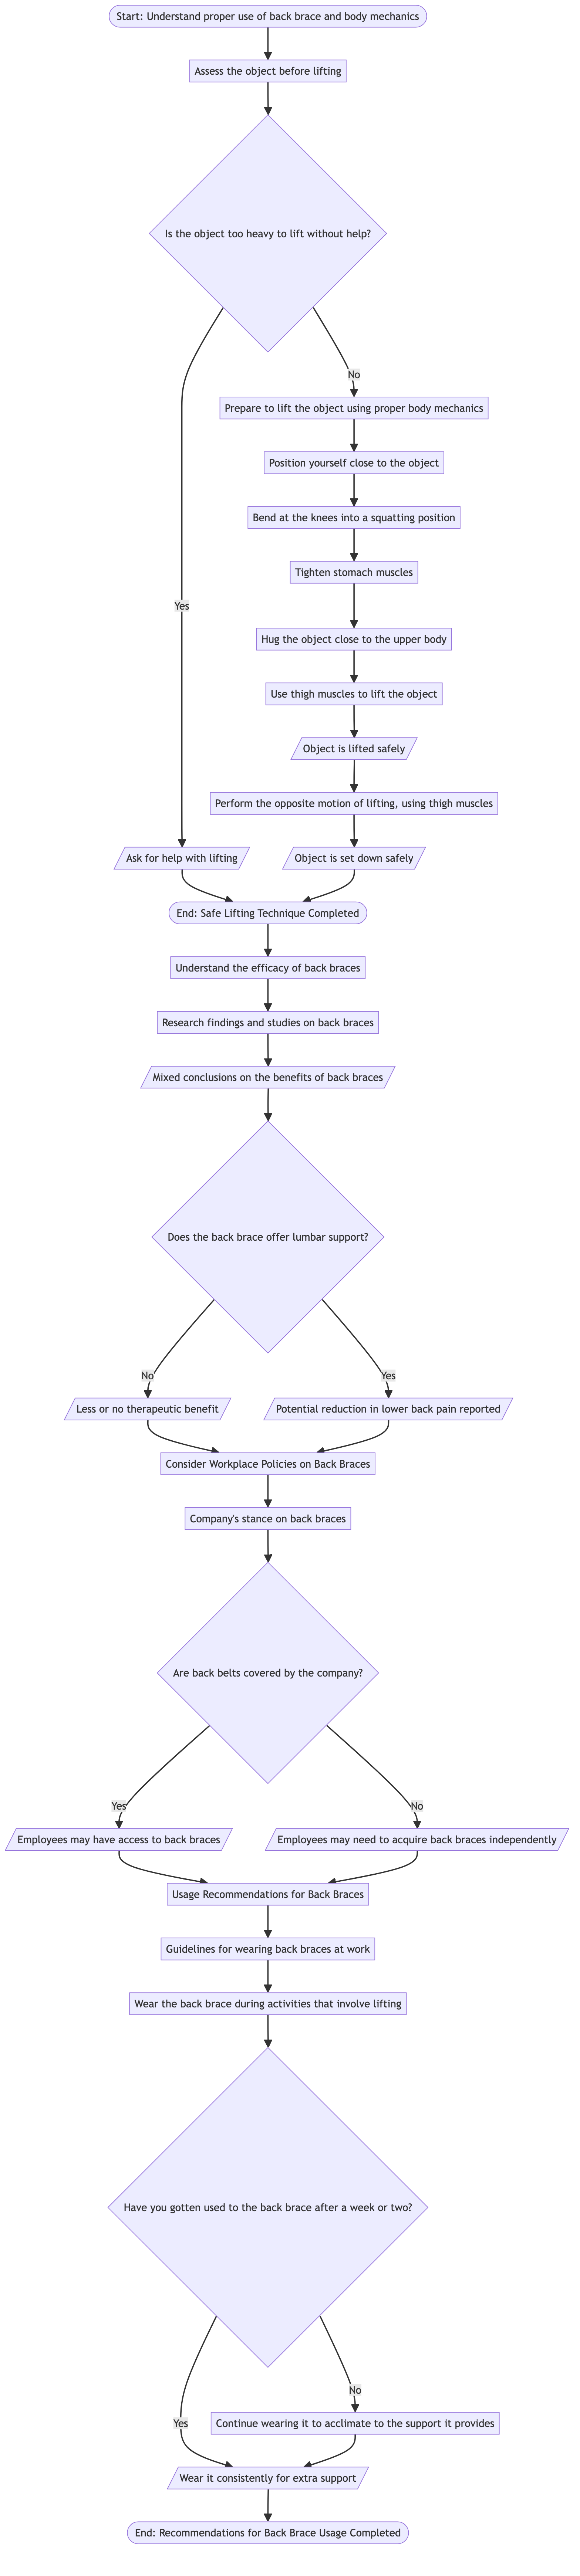 Start: Understand proper use of back brace and body mechanics
Assess the object before lifting
Is the object too heavy to lift without help?
No
Prepare to lift the object using proper body mechanics
Position yourself close to the object
Bend at the knees into a squatting position
Tighten stomach muscles
Yes
Hug the object close to the upper body
Use thigh muscles to lift the object
Object is lifted safely
Perform the opposite motion of lifting, using thigh muscles
Ask for help with lifting
Object is set down safely
End: Safe Lifting Technique Completed
Understand the efficacy of back braces
Research findings and studies on back braces
Mixed conclusions on the benefits of back braces
Does the back brace offer lumbar support?
No
Yes
Less or no therapeutic benefit
Potential reduction in lower back pain reported
Consider Workplace Policies on Back Braces
Company's stance on back braces
Are back belts covered by the company?
Yes
No
Employees may have access to back braces
Employees may need to acquire back braces independently
Usage Recommendations for Back Braces
Guidelines for wearing back braces at work
Wear the back brace during activities that involve lifting
Have you gotten used to the back brace after a week or two?
No
Yes
Continue wearing it to acclimate to the support it provides
Wear it consistently for extra support
End: Recommendations for Back Brace Usage Completed